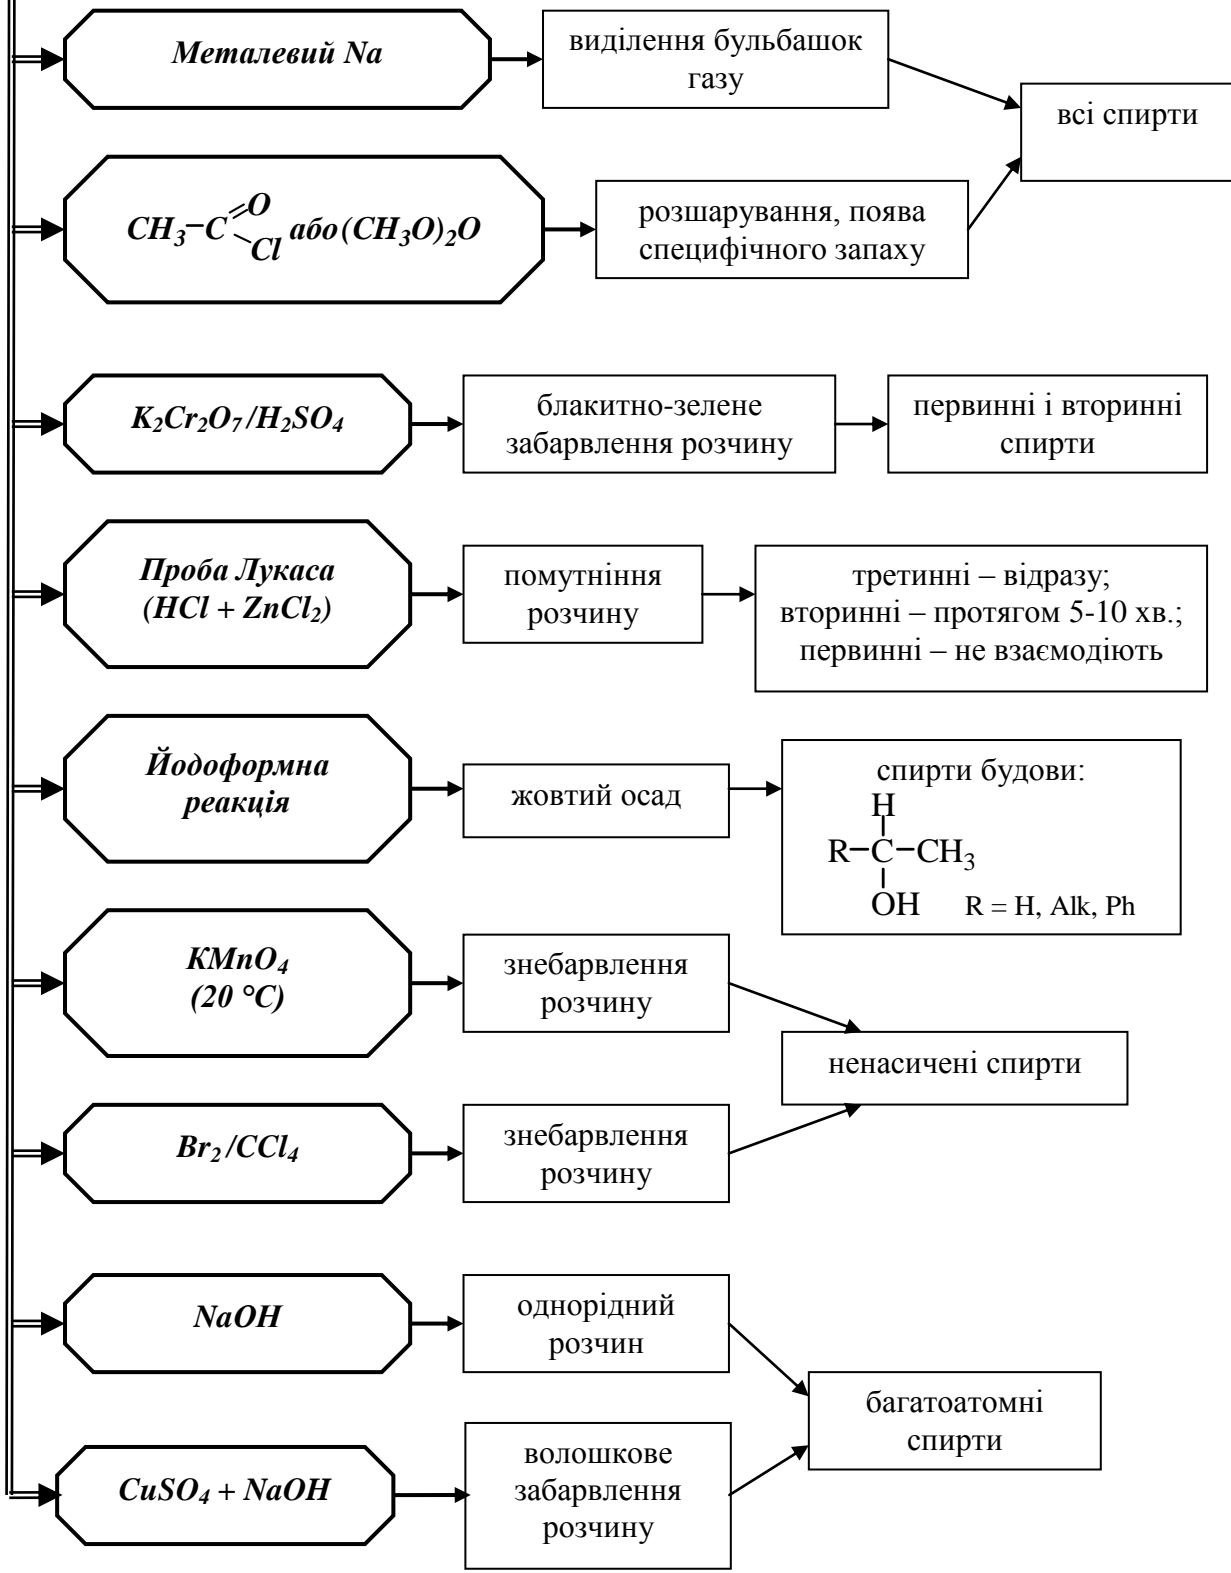 Металевий Na
виділення бульбашок
газу
всі спирти
CH₃–C(=O)Cl або (CH₃O)₂O
розшарування, поява
специфічного запаху
K₂Cr₂O₇/H₂SO₄
блакитно-зелене
забарвлення розчину
первинні і вторинні
спирти
Проба Лукаса
(HCl + ZnCl₂)
помутніння
розчину
третинні – відразу;
вторинні – протягом 5-10 хв.;
первинні – не взаємодіють
Йодоформна
реакція
жовтий осад
спирти будови:
H
R–C–CH₃
OH R = H, Alk, Ph
KMnO₄
(20 °C)
знебарвлення
розчину
ненасичені спирти
Br₂/CCl₄
знебарвлення
розчину
NaOH
однорідний
розчин
багатоатомні
спирти
CuSO₄ + NaOH
волошкове
забарвлення
розчину